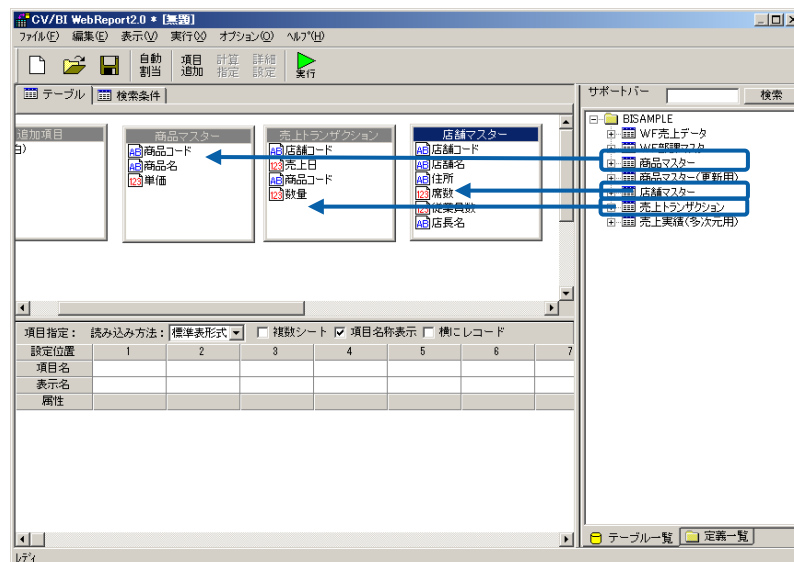 CV/BI WebReport2.0 * [無題]
ファイル(F) 編集(E) 表示(V) 実行(X) オプション(O) ヘルプ(H)
自動割当 項目追加 計算指定 詳細設定 実行
テーブル 検索条件
サポートバー 検索
追加項目
商品マスター
商品コード
商品名
単価
売上トランザクション
店舗コード
売上日
商品コード
数量
店舗マスター
店舗コード
店舗名
住所
席数
従業員数
店長名
BISAMPLE
WF売上データ
WF部課マスタ
商品マスター
商品マスター(更新用)
店舗マスター
売上トランザクション
売上実績(多次元用)
項目指定: 読み込み方法: 標準表形式 複数シート 項目名称表示 横にレコード
設定位置 1 2 3 4 5 6 7
項目名
表示名
属性
テーブル一覧 定義一覧
レディ